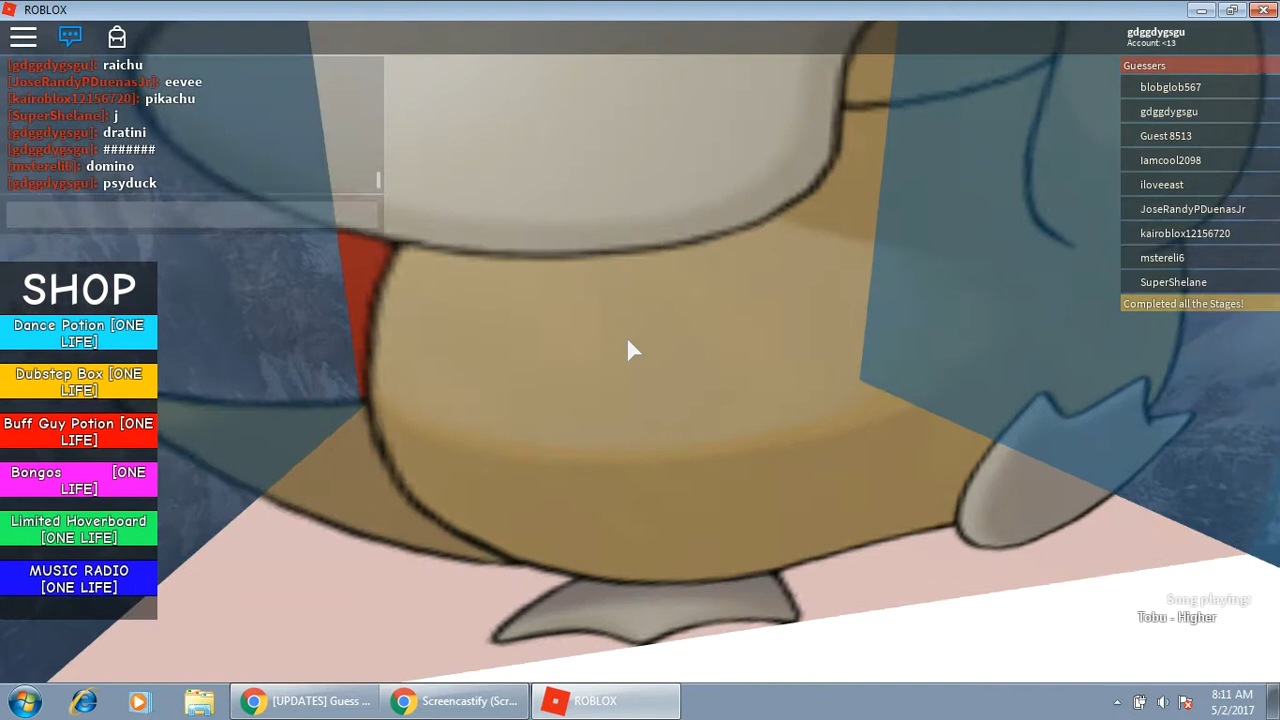 ROBLOX
gdggdygsgu
Account: <13
[gdggdygsgu]: raichu
[JoseRandyPDuenasJr]: eevee
[kairoblox12156720]: pikachu
[SuperShelane]: j
[gdggdygsgu]: dratini
[gdggdygsgu]: #######
[mstereli6]: domino
[gdggdygsgu]: psyduck
Guessers
blobglob567
gdggdygsgu
Guest 8513
Iamcool2098
iloveeast
JoseRandyPDuenasJr
kairoblox12156720
mstereli6
SuperShelane
Completed all the Stages!
SHOP
Dance Potion [ONE
LIFE]
Dubstep Box [ONE
LIFE]
Buff Guy Potion [ONE
LIFE]
Bongos [ONE
LIFE]
Limited Hoverboard
[ONE LIFE]
MUSIC RADIO
[ONE LIFE]
Song playing:
Tobu - Higher
[UPDATES] Guess ...
Screencastify (Scr...
ROBLOX
8:11 AM
5/2/2017